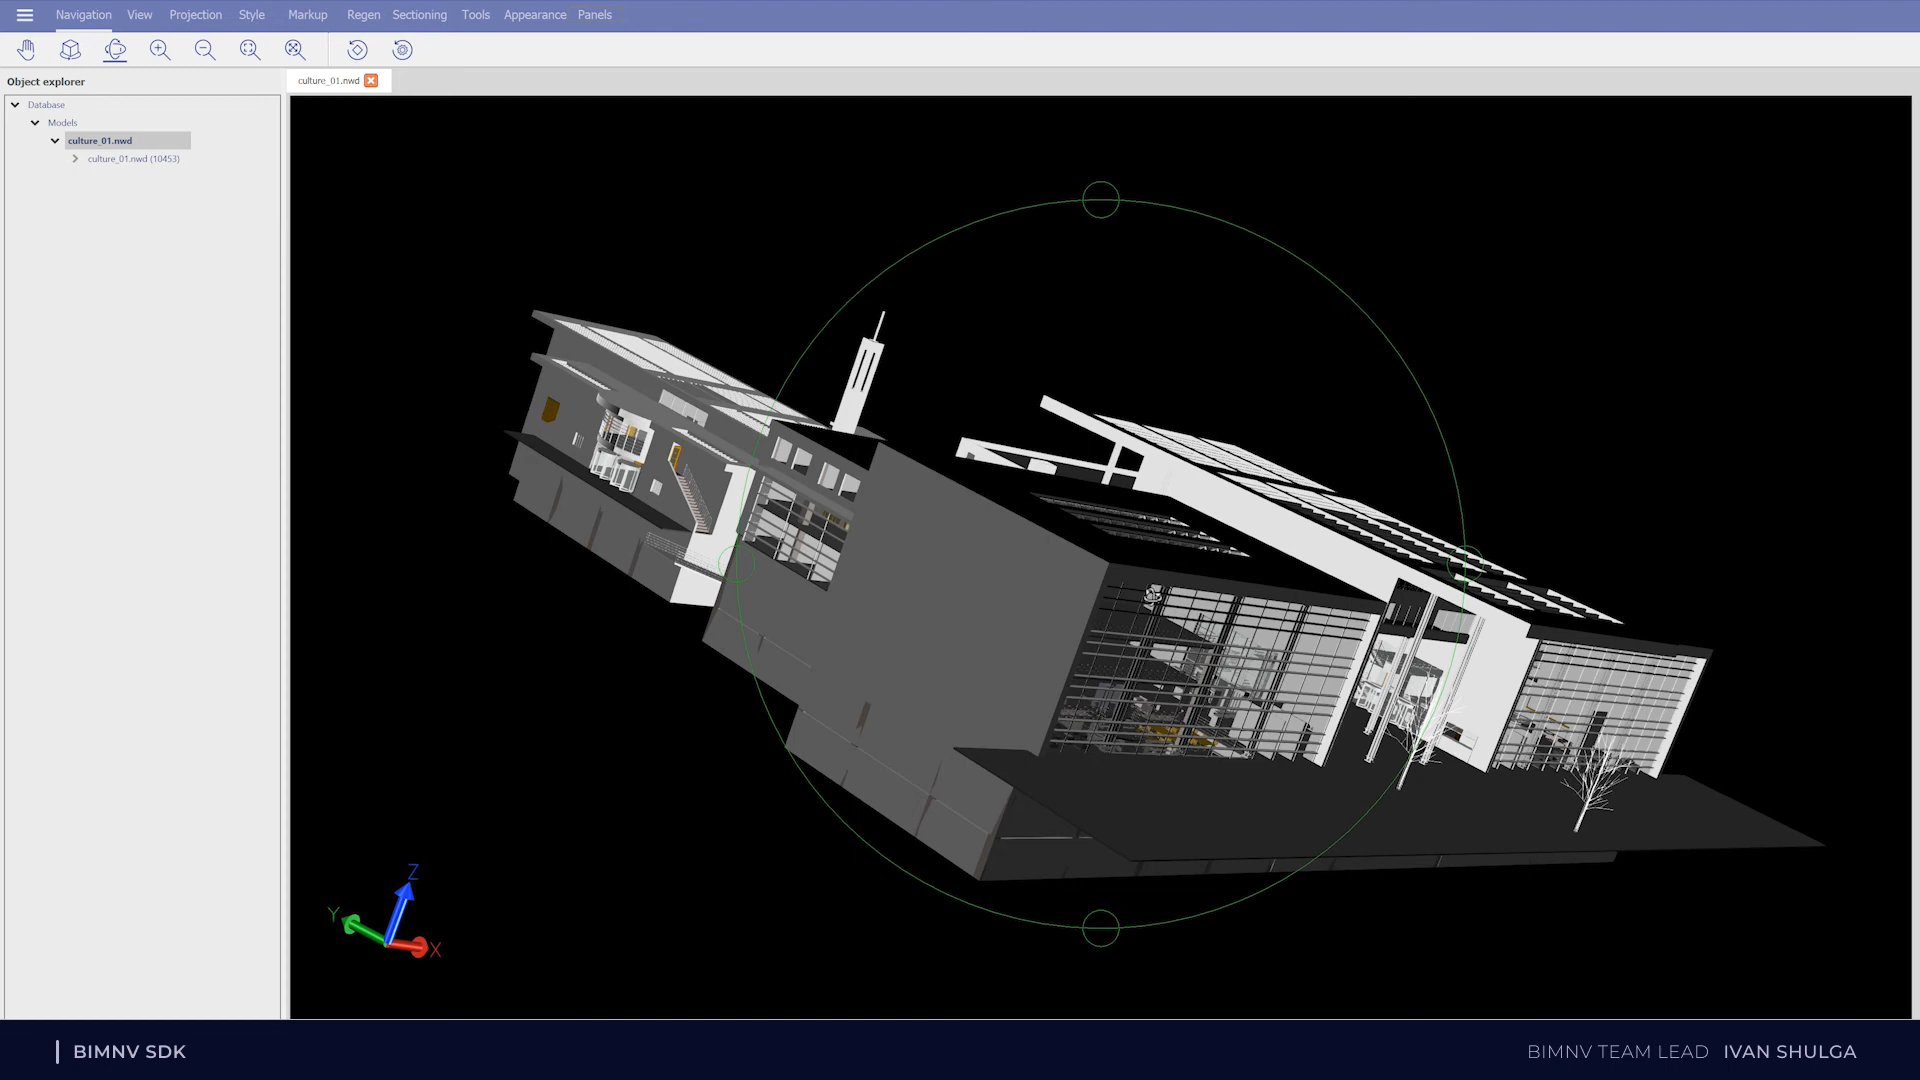 Navigation View Projection Style Markup Regen Sectioning Tools Appearance Panels
Object explorer
culture_01.nwd
Database
Models
culture_01.nwd
culture_01.nwd (10453)
Z
Y
X
BIMNV SDK
BIMNV TEAM LEAD IVAN SHULGA